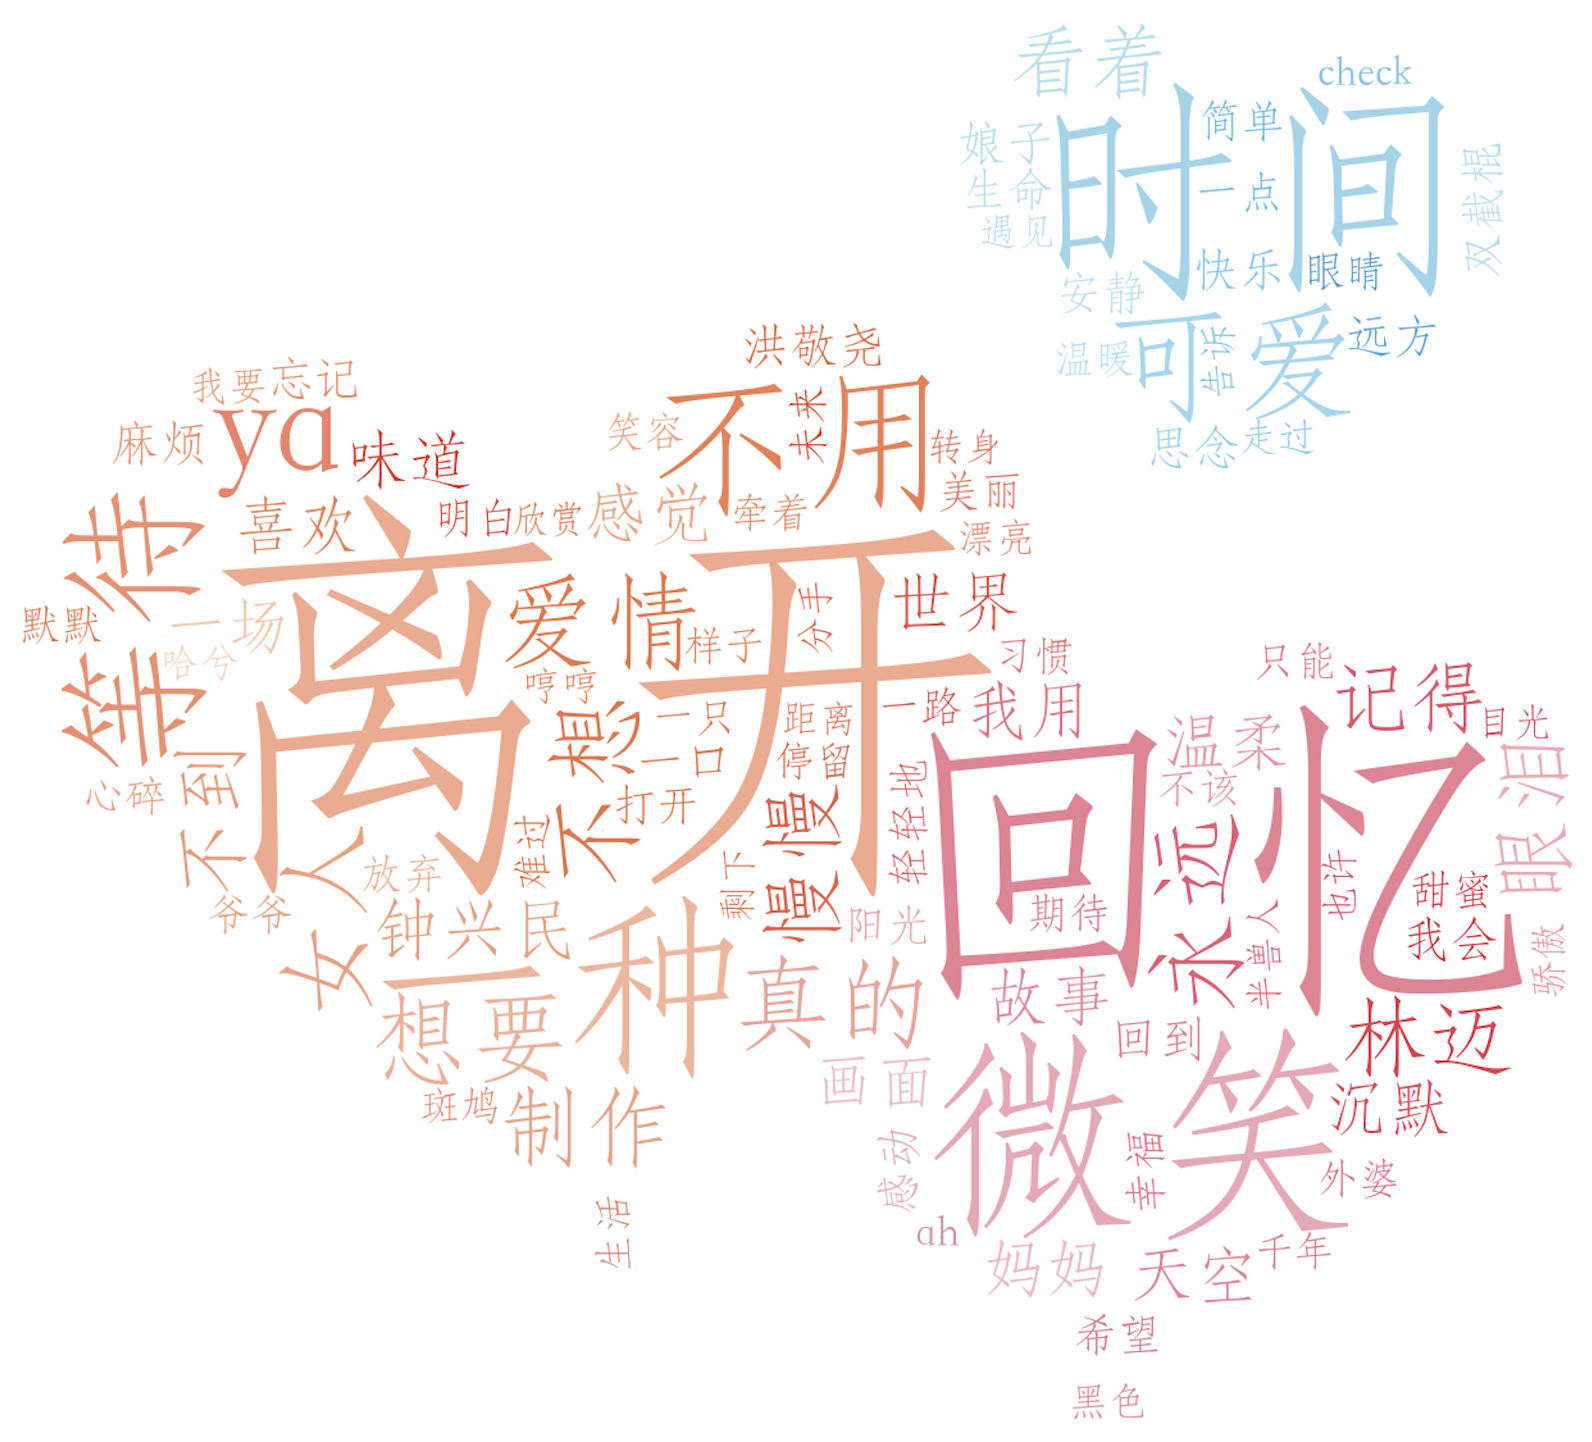 看着
check
时间
简单
娘子
生命
一点
双截棍
遇见
快乐
眼睛
安静
可爱
远方
温暖
告诉
思念
走过
洪敬尧
我要
忘记
ya
不用
未来
麻烦
味道
笑容
转身
等待
喜欢
明白
欣赏
感觉
牵着
美丽
漂亮
离开
爱情
分手
世界
默默
一场
哈兮
样子
习惯
哼哼
只能
不想
一只
距离
一路
我用
记得
目光
一口
停留
回忆
温柔
眼泪
不到
心碎
打开
慢慢
轻轻地
不该
永远
女人
难过
放弃
剩下
也许
甜蜜
爷爷
钟兴民
一种
阳光
期待
半兽人
我会
骄傲
想要
真的
故事
回到
林迈
画面
微笑
斑鸠
制作
沉默
感动
幸福
外婆
生活
ah
妈妈
天空
千年
希望
黑色